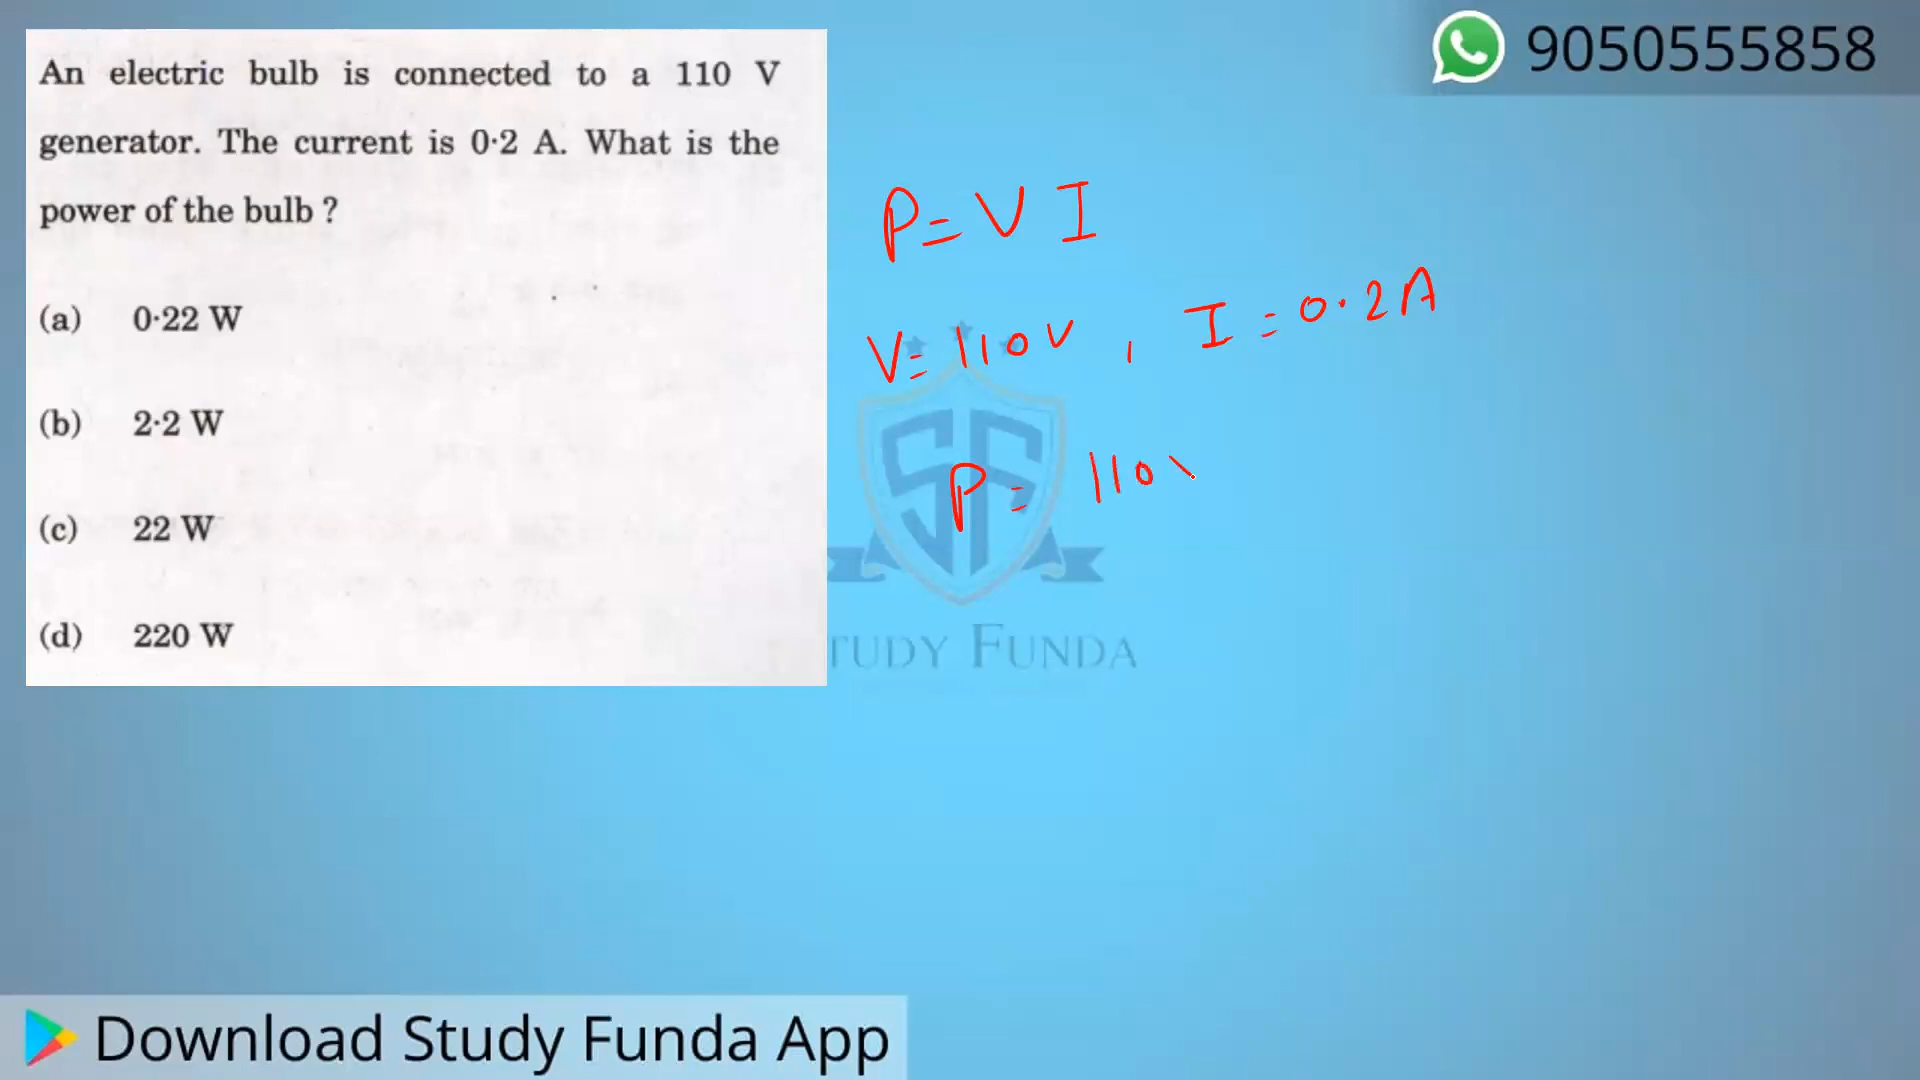 An electric bulb is connected to a 110 V
generator. The current is 0·2 A. What is the
power of the bulb ?
(a) 0·22 W
(b) 2·2 W
(c) 22 W
(d) 220 W
9050555858
P = V I
V = 110 V , I = 0.2 A
P = 110
SF
TUDY FUNDA
Download Study Funda App